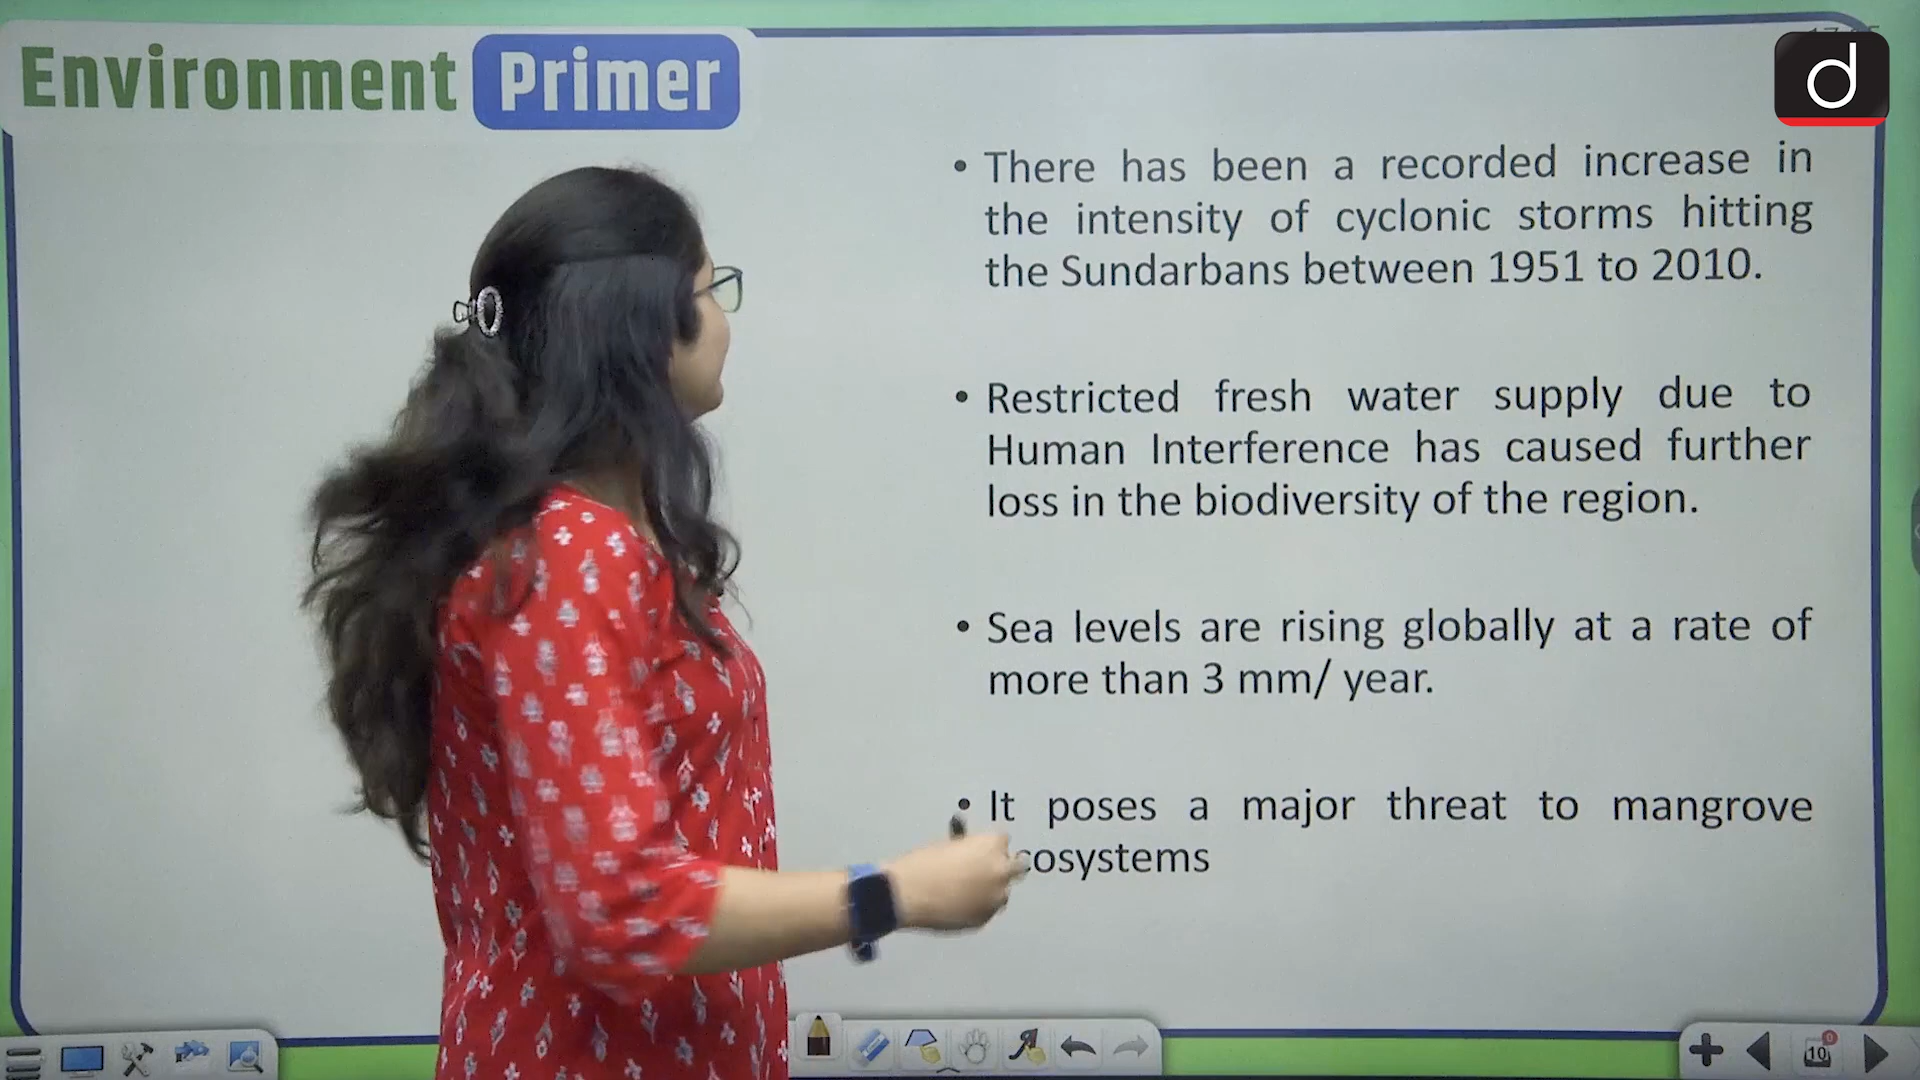 Environment Primer
d
• There has been a recorded increase in
the intensity of cyclonic storms hitting
the Sundarbans between 1951 to 2010.
• Restricted fresh water supply due to
Human Interference has caused further
loss in the biodiversity of the region.
• Sea levels are rising globally at a rate of
more than 3 mm/ year.
• It poses a major threat to mangrove
cosystems
10
0